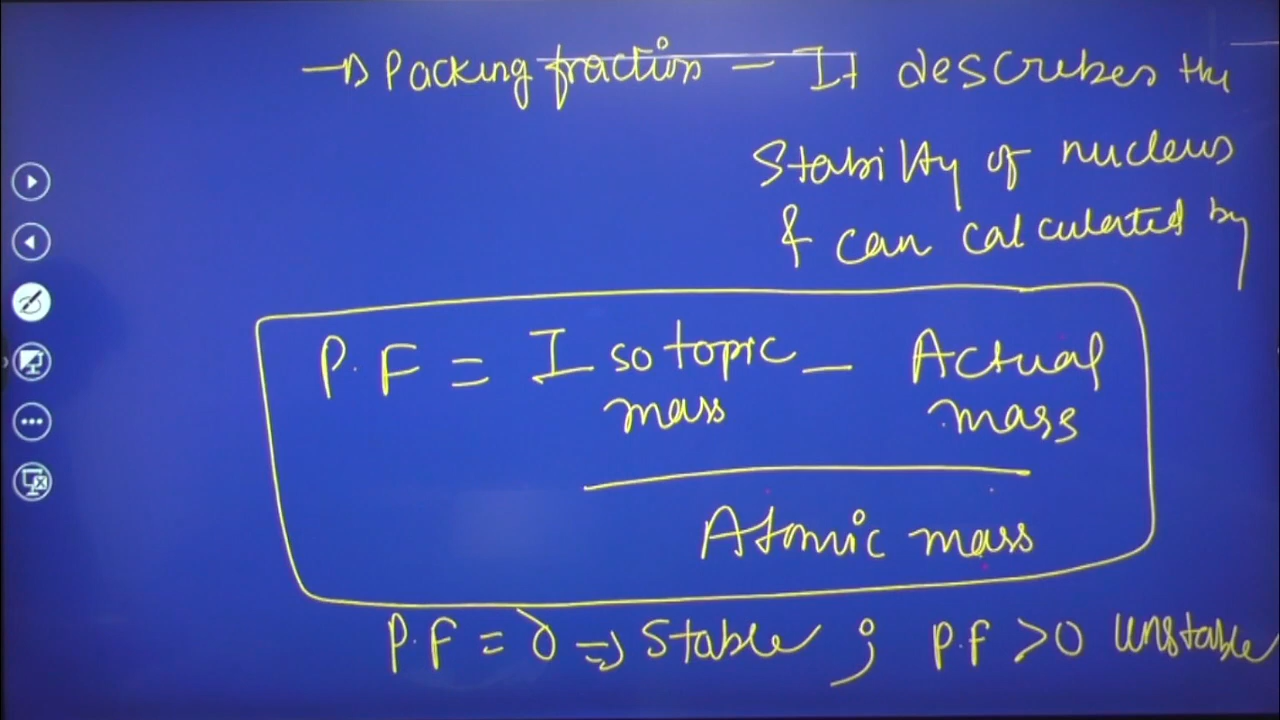 → Packing fraction — It describes the
Stability of nucleus
& can calculated by
P.F = Isotopic mass — Actual mass
Atomic mass
P.F = 0 ⇒ Stable ; P.f > 0 Unstable